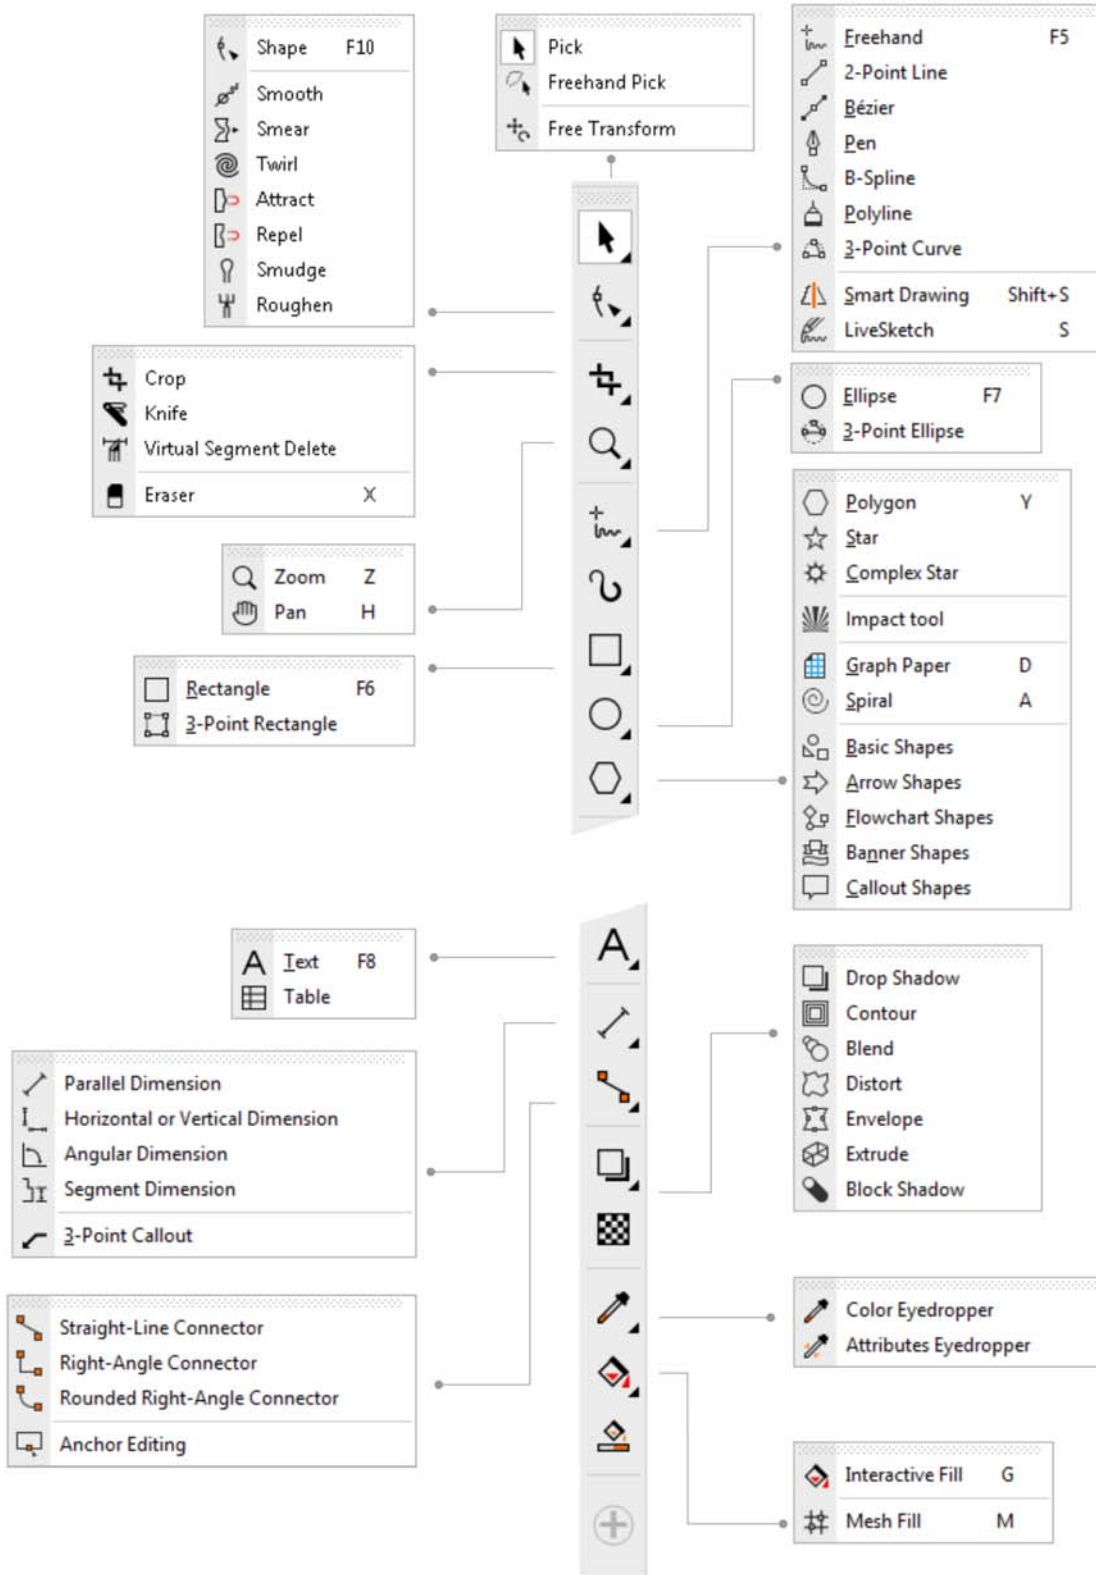 Shape F10
Smooth
Smear
Twirl
Attract
Repel
Smudge
Roughen
Pick
Freehand Pick
Free Transform
Freehand F5
2-Point Line
Bézier
Pen
B-Spline
Polyline
3-Point Curve
Smart Drawing Shift+S
LiveSketch S
Crop
Knife
Virtual Segment Delete
Eraser X
Ellipse F7
3-Point Ellipse
Zoom Z
Pan H
Polygon Y
Star
Complex Star
Impact tool
Graph Paper D
Spiral A
Basic Shapes
Arrow Shapes
Flowchart Shapes
Banner Shapes
Callout Shapes
Rectangle F6
3-Point Rectangle
Text F8
Table
Parallel Dimension
Horizontal or Vertical Dimension
Angular Dimension
Segment Dimension
3-Point Callout
Drop Shadow
Contour
Blend
Distort
Envelope
Extrude
Block Shadow
Straight-Line Connector
Right-Angle Connector
Rounded Right-Angle Connector
Anchor Editing
Color Eyedropper
Attributes Eyedropper
Interactive Fill G
Mesh Fill M